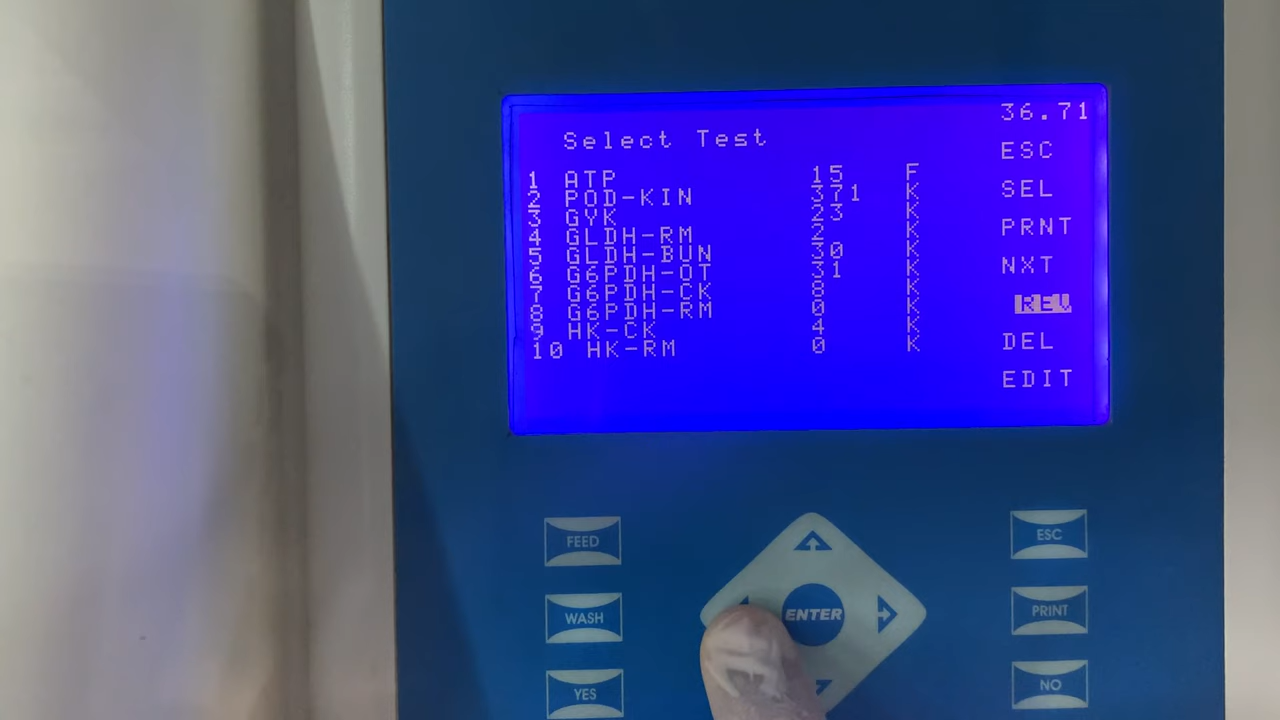 36.71
Select Test
ESC
1 ATP 15 F
2 POD-KIN 371 K
SEL
3 GYK 23 K
4 GLDH-RM 2 K
PRNT
5 GLDH-BUN 30 K
6 G6PDH-OT 31 K
NXT
7 G6PDH-CK 8 K
8 G6PDH-RM 0 K
REV
9 HK-CK 4 K
10 HK-RM 0 K
DEL
EDIT
FEED
ESC
WASH
ENTER
PRINT
YES
NO